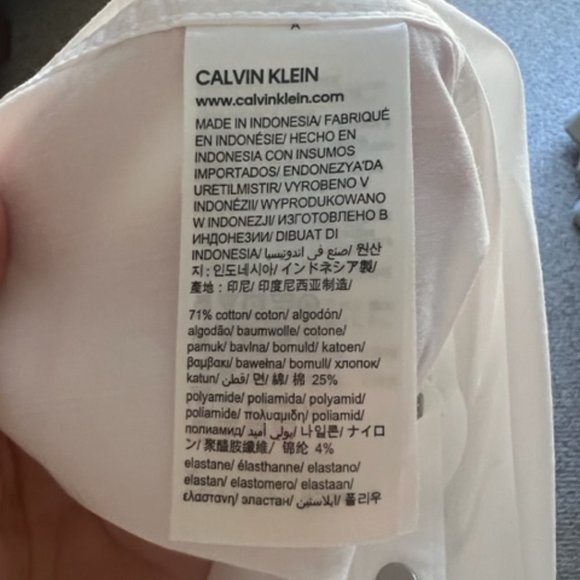 CALVIN KLEIN
www.calvinklein.com
MADE IN INDONESIA/ FABRIQUÉ
EN INDONÉSIE/ HECHO EN
INDONESIA CON INSUMOS
IMPORTADOS/ ENDONEZYA'DA
URETILMISTIR/ VYROBENO V
INDONÉZII/ WYPRODUKOWANO
W INDONEZJI/ ИЗГОТОВЛЕНО В
ИНДОНЕЗИИ/ DIBUAT DI
INDONESIA/ صنع في اندونيسيا/ 원산
지: 인도네시아/ インドネシア製/
產地: 印尼/ 印度尼西亚制造/
71% cotton/ coton/ algodón/
algodão/ baumwolle/ cotone/
pamuk/ bavlna/ bomuld/ katoen/
βαμβακι/ bawełna/ bomull/ хлопок/
katun/ قطن/ 면/ 綿/ 棉 25%
polyamide/ poliamida/ polyamid/
poliamide/ πολυαμιδη/ poliamid/
полиамид/ بولي أميد/ 나일론/ ナイロ
ン/ 聚醯胺纖維/ 锦纶 4%
elastane/ élasthanne/ elastano/
elastan/ elastomero/ elastaan/
ελαστανη/ эластан/ ايلاستين/ 폴리우